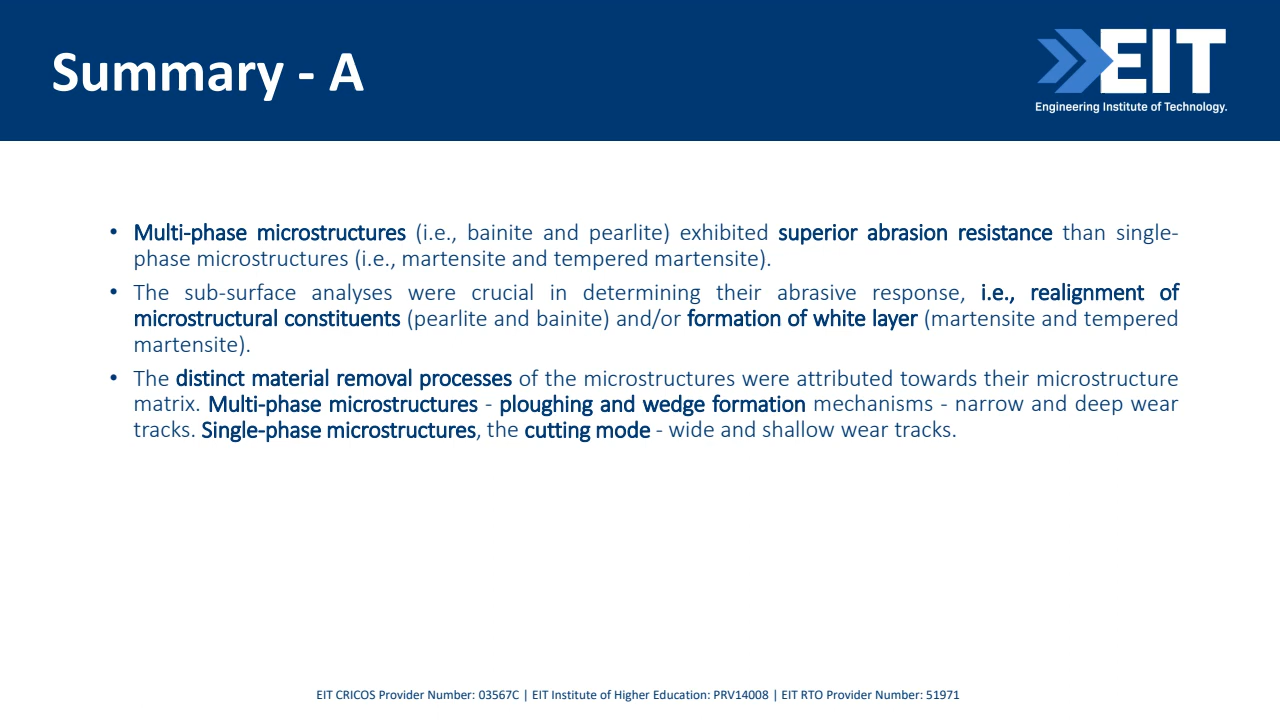 Summary - A
EIT
Engineering Institute of Technology.
• Multi-phase microstructures (i.e., bainite and pearlite) exhibited superior abrasion resistance than single-
phase microstructures (i.e., martensite and tempered martensite).
• The sub-surface analyses were crucial in determining their abrasive response, i.e., realignment of
microstructural constituents (pearlite and bainite) and/or formation of white layer (martensite and tempered
martensite).
• The distinct material removal processes of the microstructures were attributed towards their microstructure
matrix. Multi-phase microstructures - ploughing and wedge formation mechanisms - narrow and deep wear
tracks. Single-phase microstructures, the cutting mode - wide and shallow wear tracks.
EIT CRICOS Provider Number: 03567C | EIT Institute of Higher Education: PRV14008 | EIT RTO Provider Number: 51971